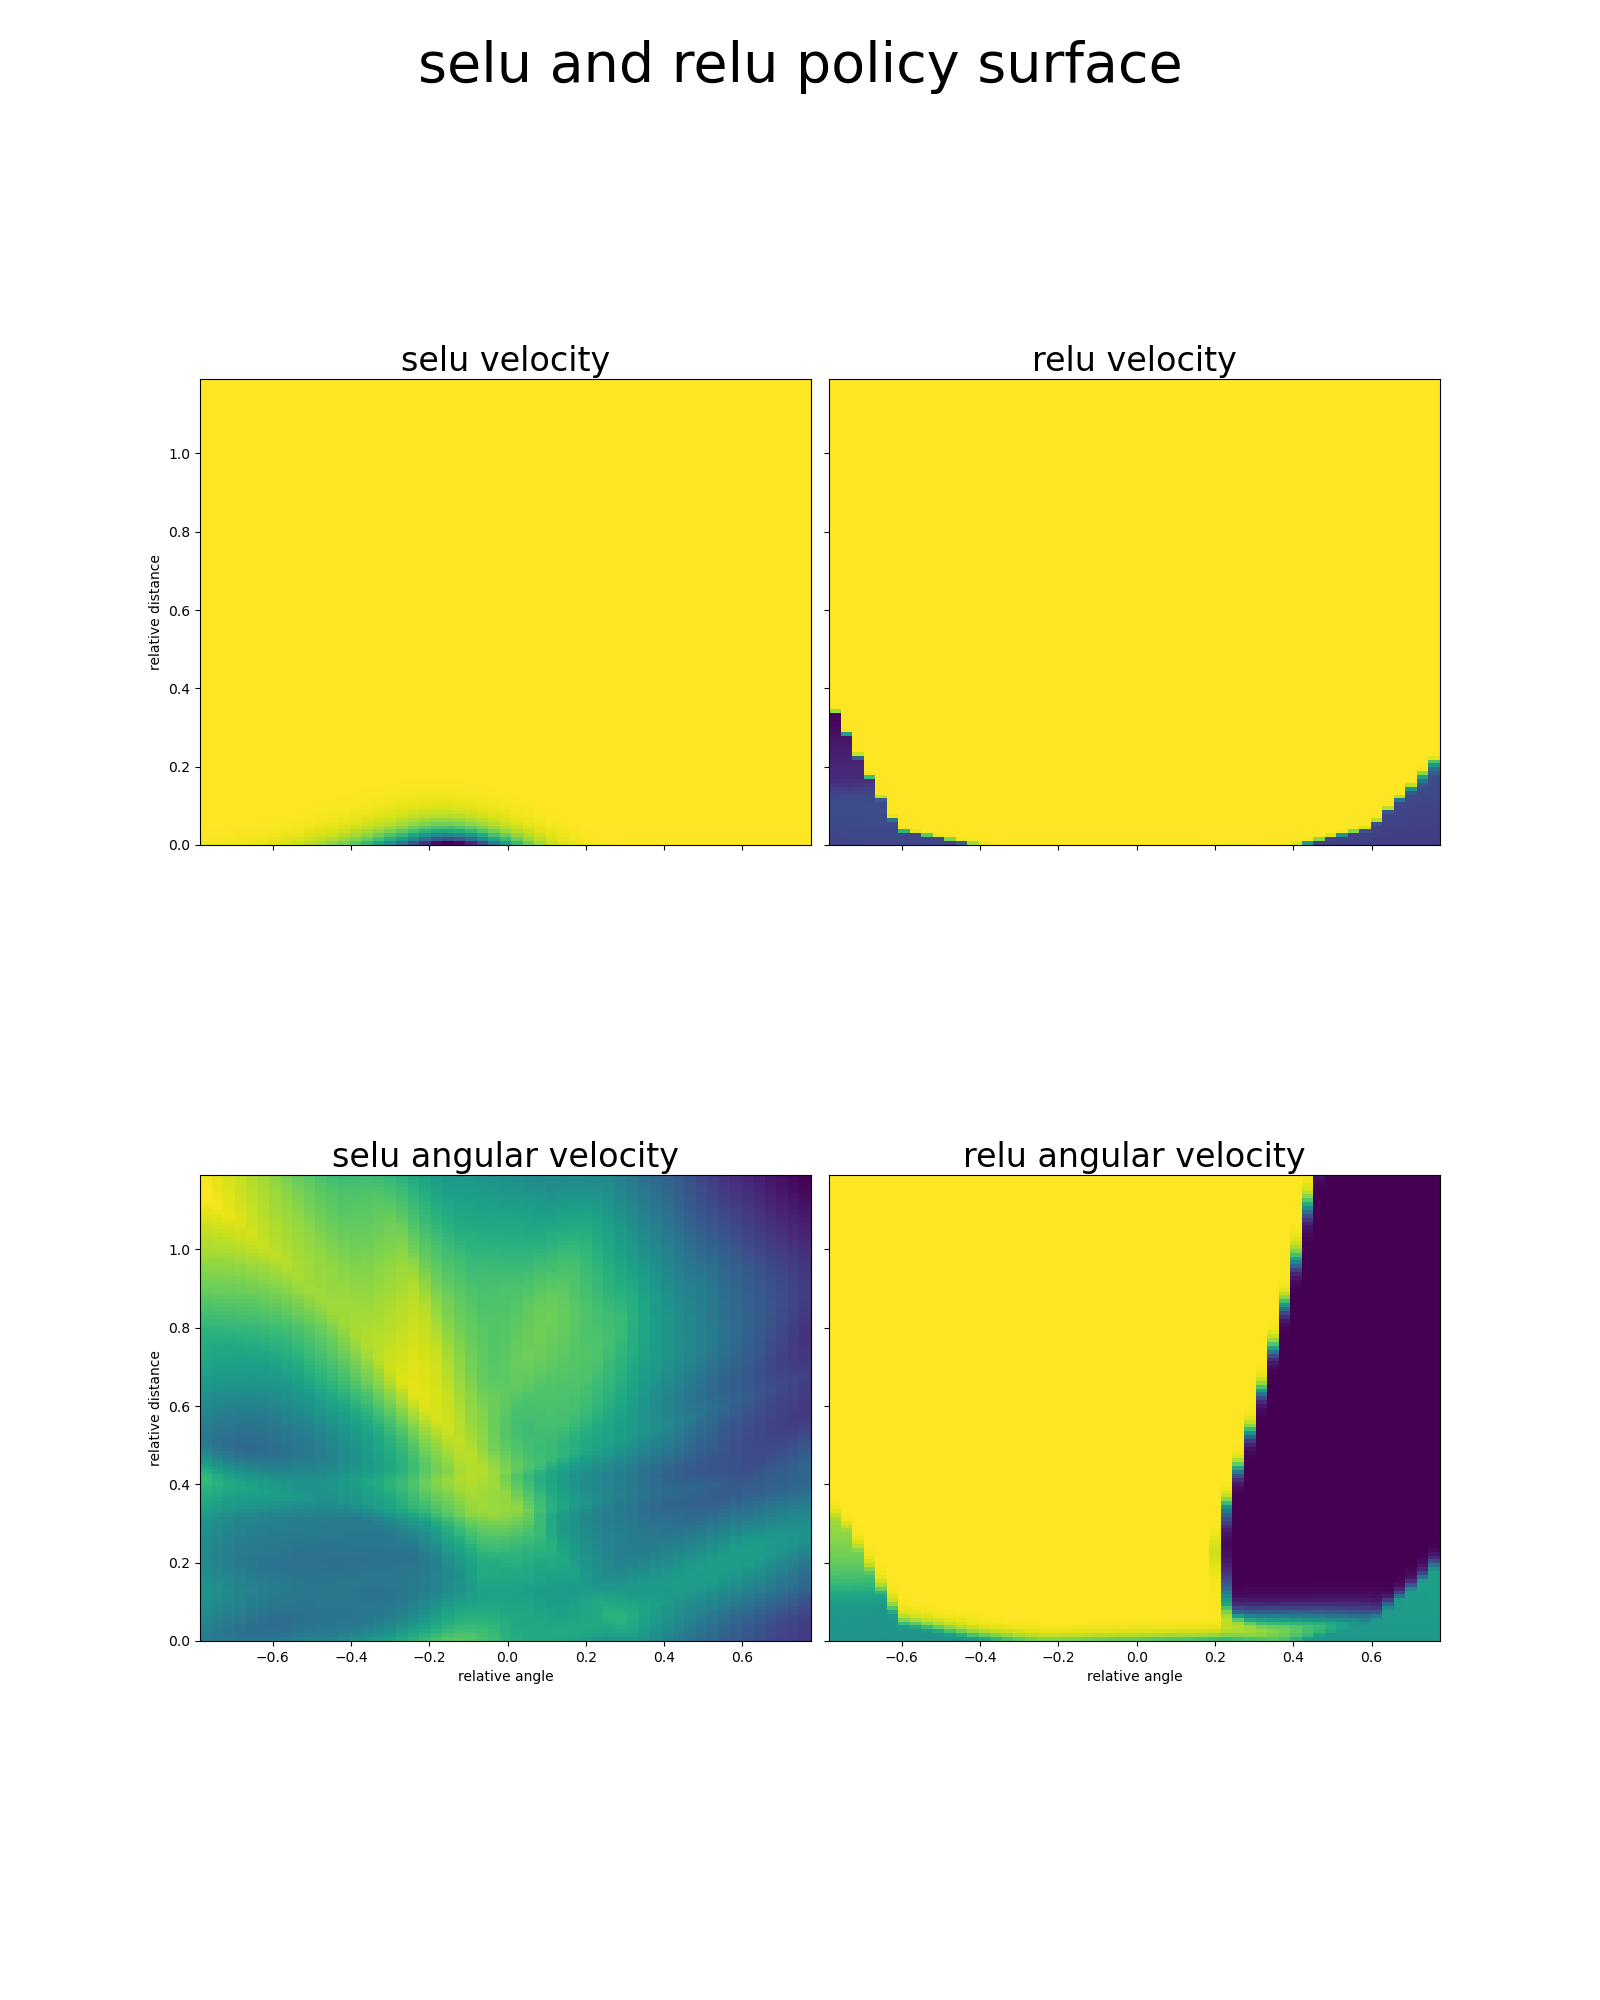 selu and relu policy surface
selu velocity
relu velocity
1.0
0.8
0.6
0.4
0.2
0.0
relative distance
selu angular velocity
relu angular velocity
1.0
0.8
0.6
0.4
0.2
0.0
relative distance
−0.6 −0.4 −0.2 0.0 0.2 0.4 0.6
relative angle
−0.6 −0.4 −0.2 0.0 0.2 0.4 0.6
relative angle